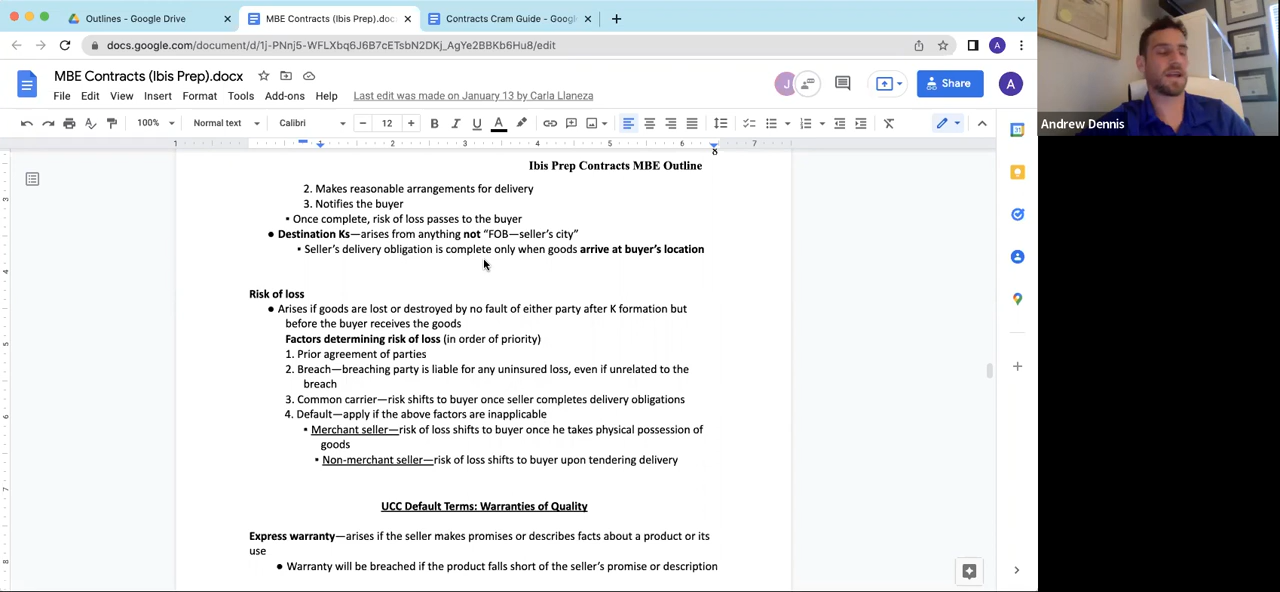 Outlines - Google Drive
MBE Contracts (Ibis Prep).doc
Contracts Cram Guide - Goog
docs.google.com/document/d/1j-PNnj5-WFLXbq6J6B7cETsbN2DKj_AgYe2BBKb6Hu8/edit
MBE Contracts (Ibis Prep).docx
File Edit View Insert Format Add-ons Help Last edit was made on January 13 by Carla Llaneza
J
Share
A
100% Normal text Calibri 12 B I U A
1 1 2 3 4 5 6 7
8
Ibis Prep Contracts MBE Outline
2. Makes reasonable arrangements for delivery
3. Notifies the buyer
▪ Once complete, risk of loss passes to the buyer
● Destination Ks—arises from anything not “FOB—seller’s city”
▪ Seller’s delivery obligation is complete only when goods arrive at buyer’s location
Risk of loss
● Arises if goods are lost or destroyed by no fault of either party after K formation but
before the buyer receives the goods
Factors determining risk of loss (in order of priority)
1. Prior agreement of parties
2. Breach—breaching party is liable for any uninsured loss, even if unrelated to the
breach
3. Common carrier—risk shifts to buyer once seller completes delivery obligations
4. Default—apply if the above factors are inapplicable
▪ Merchant seller—risk of loss shifts to buyer once he takes physical possession of
goods
▪ Non-merchant seller—risk of loss shifts to buyer upon tendering delivery
UCC Default Terms: Warranties of Quality
Express warranty—arises if the seller makes promises or describes facts about a product or its
use
● Warranty will be breached if the product falls short of the seller’s promise or description
Andrew Dennis